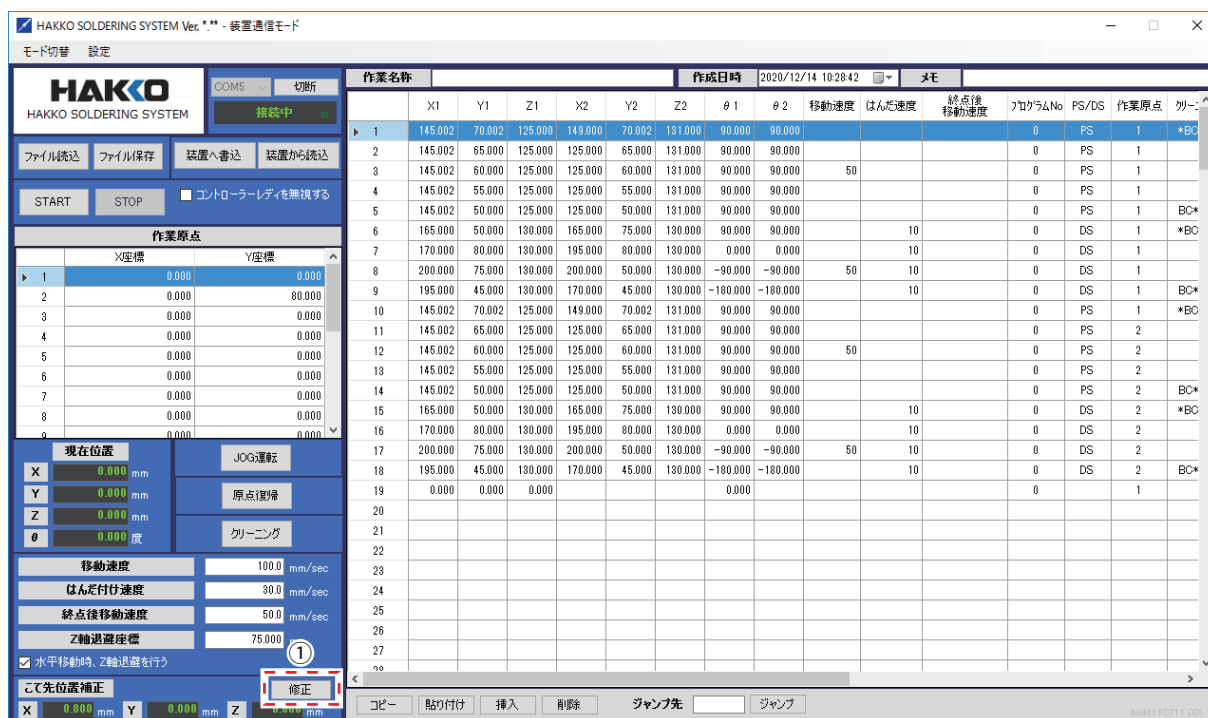 HAKKO SOLDERING SYSTEM Ver. *.** - 装置通信モード
モード切替 設定
HAKKO
HAKKO SOLDERING SYSTEM
COM5 切断
接続中
ファイル読込 ファイル保存 装置へ書込 装置から読込
START STOP コントローラーレディを無視する
作業原点
X座標 Y座標
1 0.000 0.000
2 0.000 80.000
3 0.000 0.000
4 0.000 0.000
5 0.000 0.000
6 0.000 0.000
7 0.000 0.000
8 0.000 0.000
9 0.000 0.000
現在位置
X 0.000 mm
Y 0.000 mm
Z 0.000 mm
θ 0.000 度
JOG運転
原点復帰
クリーニング
移動速度 100.0 mm/sec
はんだ付け速度 30.0 mm/sec
終点後移動速度 50.0 mm/sec
Z軸退避座標 75.000
①
水平移動時、Z軸退避を行う
こて先位置補正 修正
X 0.000 mm Y 0.000 mm Z 0.000 mm
作業名称 作成日時 2020/12/14 10:28:42 メモ
X1 Y1 Z1 X2 Y2 Z2 θ1 θ2 移動速度 はんだ速度 終点後移動速度 プログラムNo PS/DS 作業原点 クリーニ
1 145.002 70.002 125.000 149.000 70.002 131.000 90.000 90.000 0 PS 1 *BC
2 145.002 65.000 125.000 125.000 65.000 131.000 90.000 90.000 0 PS 1
3 145.002 60.000 125.000 125.000 60.000 131.000 90.000 90.000 50 0 PS 1
4 145.002 55.000 125.000 125.000 55.000 131.000 90.000 90.000 0 PS 1
5 145.002 50.000 125.000 125.000 50.000 131.000 90.000 90.000 0 PS 1 BC*
6 165.000 50.000 130.000 165.000 75.000 130.000 90.000 90.000 10 0 DS 1 *BC
7 170.000 80.000 130.000 195.000 80.000 130.000 0.000 0.000 10 0 DS 1
8 200.000 75.000 130.000 200.000 50.000 130.000 -90.000 -90.000 50 10 0 DS 1
9 195.000 45.000 130.000 170.000 45.000 130.000 -180.000 -180.000 10 0 DS 1 BC*
10 145.002 70.002 125.000 149.000 70.002 131.000 90.000 90.000 0 PS 1 *BC
11 145.002 65.000 125.000 125.000 65.000 131.000 90.000 90.000 0 PS 2
12 145.002 60.000 125.000 125.000 60.000 131.000 90.000 90.000 50 0 PS 2
13 145.002 55.000 125.000 125.000 55.000 131.000 90.000 90.000 0 PS 2
14 145.002 50.000 125.000 125.000 50.000 131.000 90.000 90.000 0 PS 2 BC*
15 165.000 50.000 130.000 165.000 75.000 130.000 90.000 90.000 10 0 DS 2 *BC
16 170.000 80.000 130.000 195.000 80.000 130.000 0.000 0.000 10 0 DS 2
17 200.000 75.000 130.000 200.000 50.000 130.000 -90.000 -90.000 50 10 0 DS 2
18 195.000 45.000 130.000 170.000 45.000 130.000 -180.000 -180.000 10 0 DS 2 BC*
19 0.000 0.000 0.000 0.000 0 1
20
21
22
23
24
25
26
27
28
コピー 貼り付け 挿入 削除 ジャンプ先 ジャンプ
build180711.001